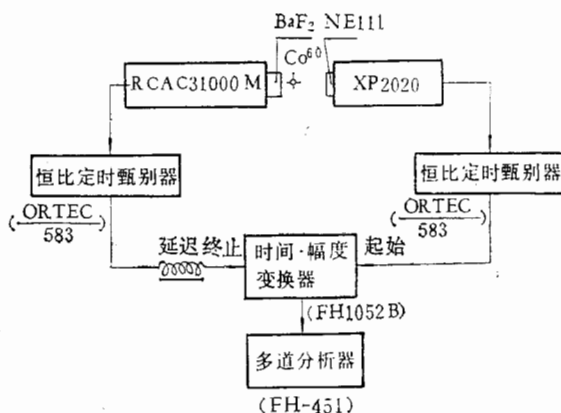 BaF₂ NE111
Co⁶⁰
RCAC31000M
XP2020
恒比定时甄别器
恒比定时甄别器
(ORTEC/583)
(ORTEC/583)
延迟 终止
时间·幅度
变换器
起始
(FH1052B)
多道分析器
(FH-451)